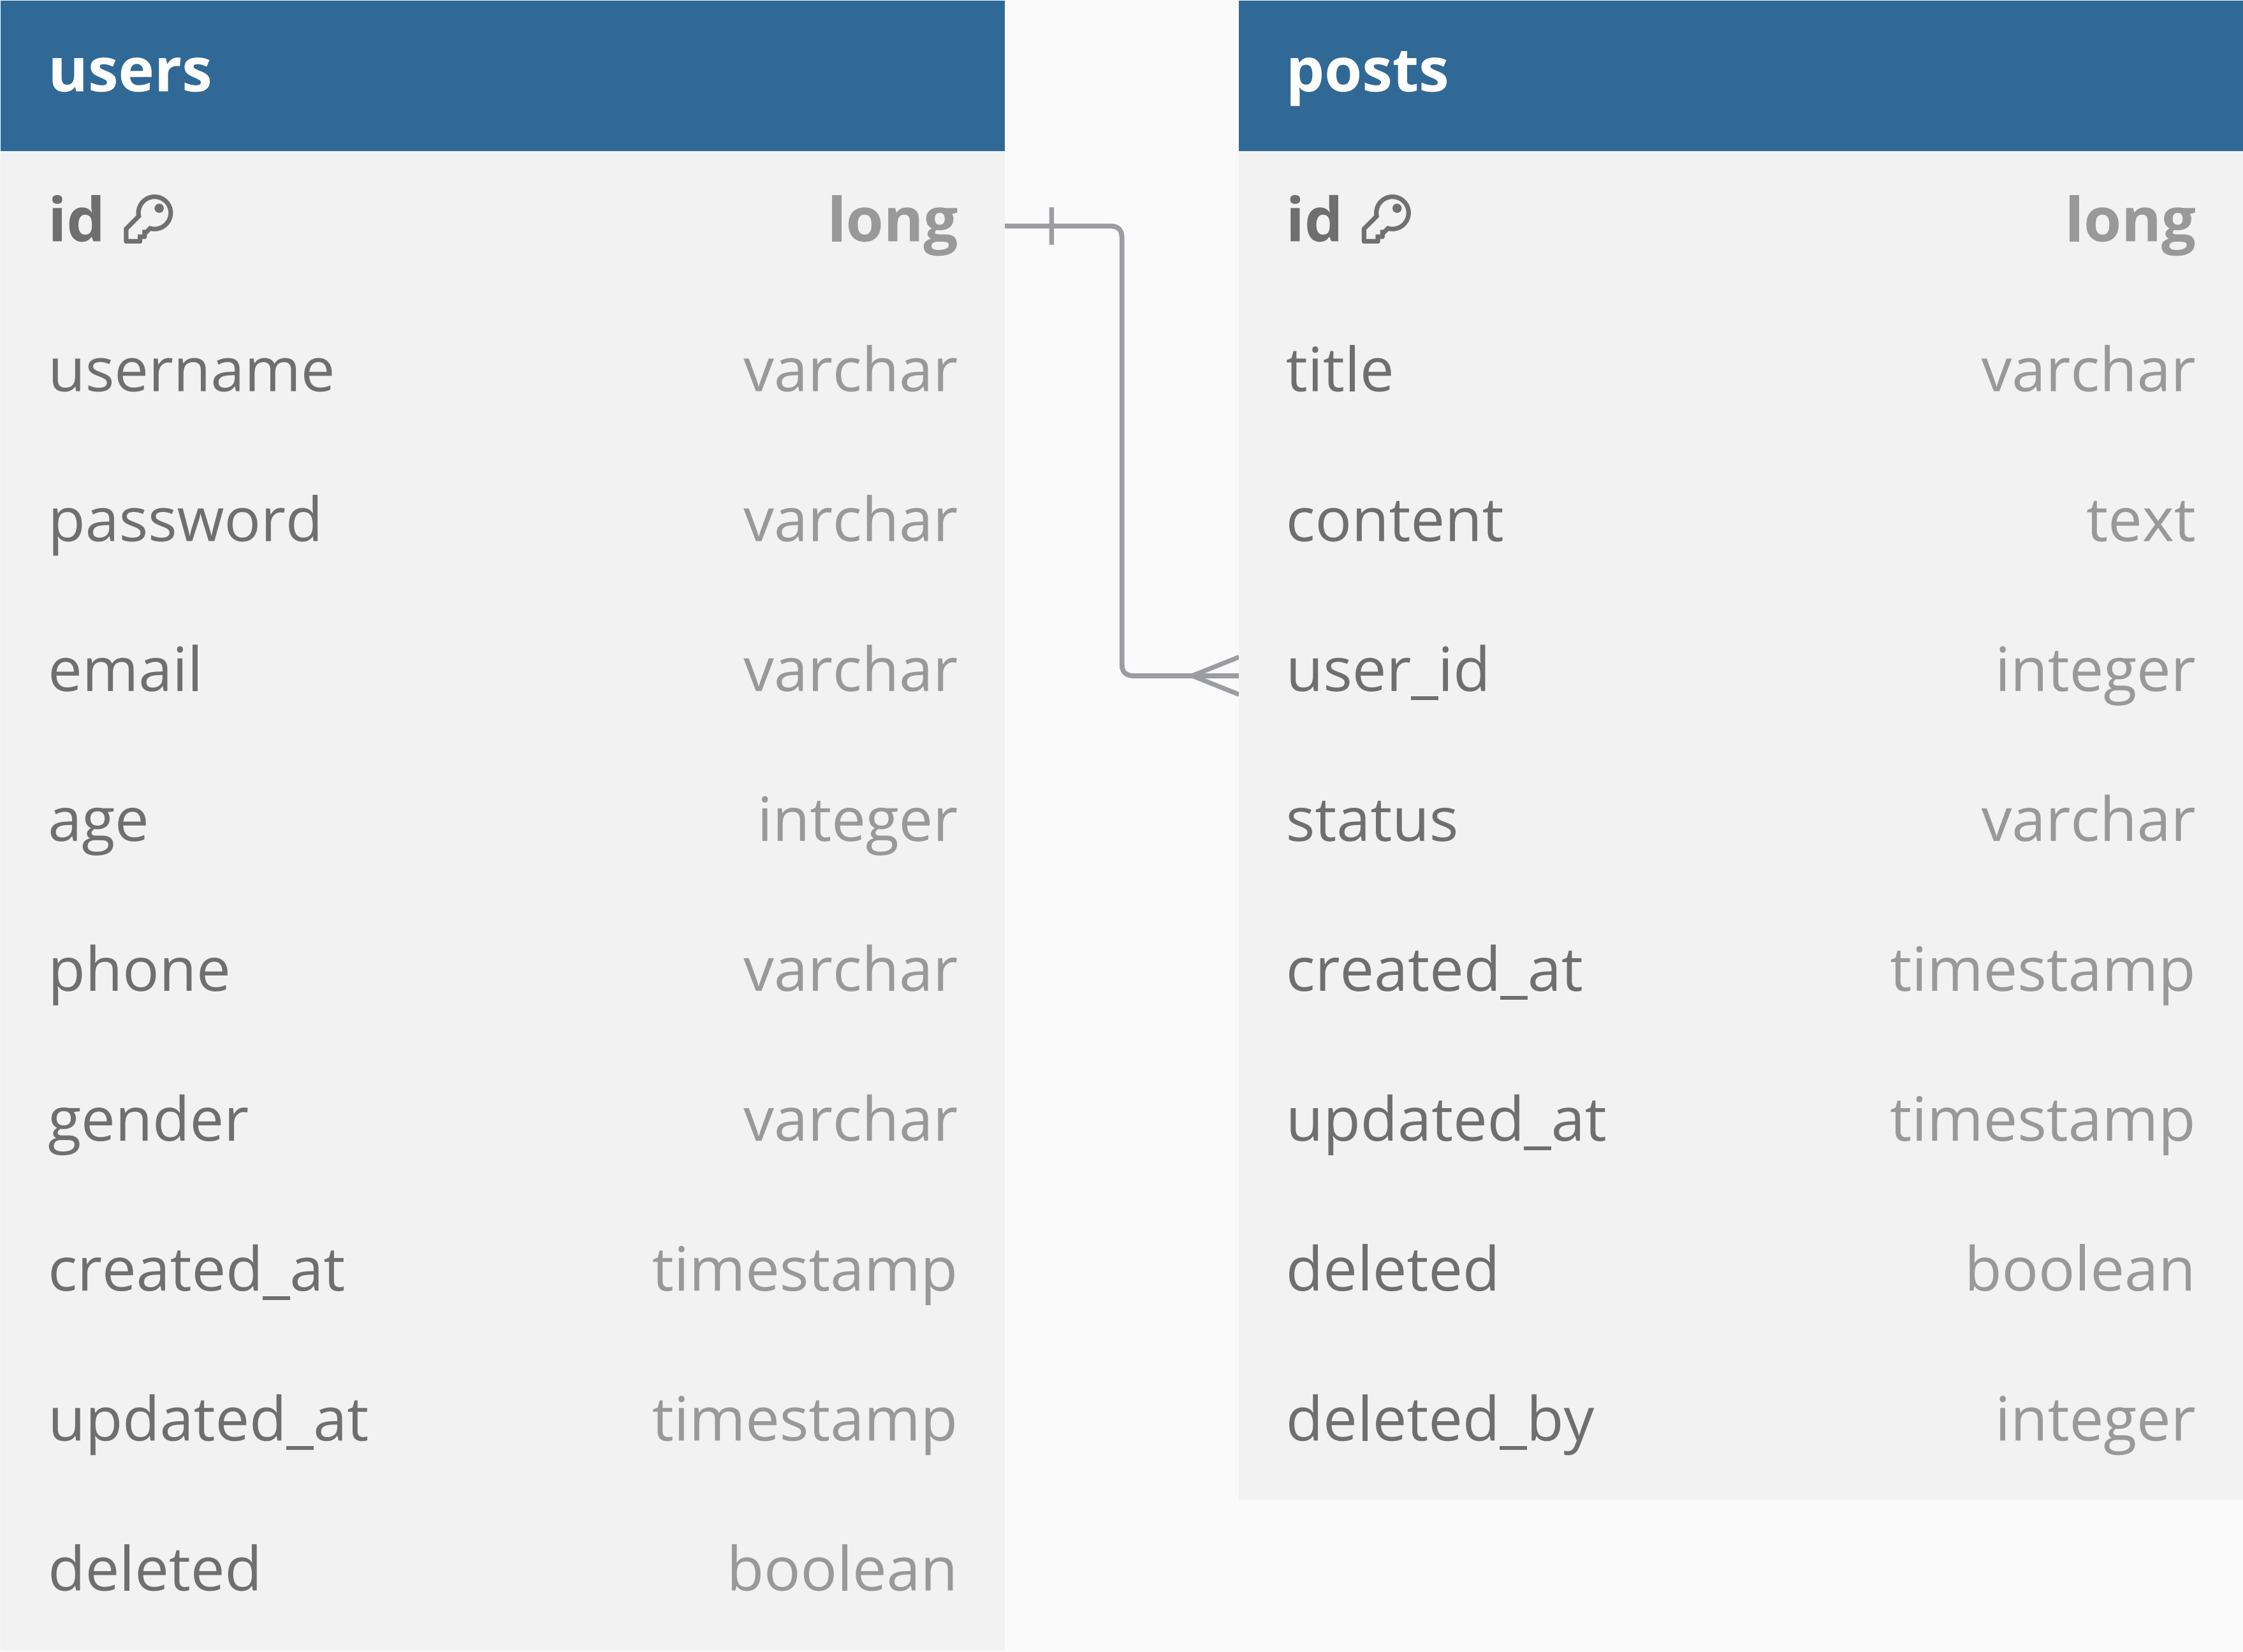 users
id long
username varchar
password varchar
email varchar
age integer
phone varchar
gender varchar
created_at timestamp
updated_at timestamp
deleted boolean
posts
id long
title varchar
content text
user_id integer
status varchar
created_at timestamp
updated_at timestamp
deleted boolean
deleted_by integer